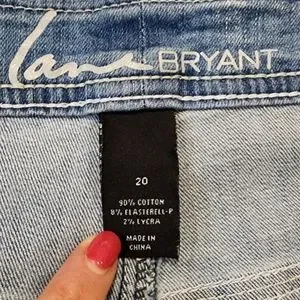 Lane BRYANT
20
90% COTTON
8% ELASTERELL-P
2% LYCRA
MADE IN
CHINA